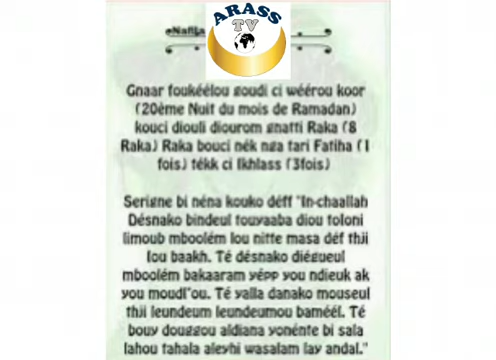 ARASS
TV
Nafila
Gnaar foukéélou goudi ci wéérou koor
(20ème Nuit du mois de Ramadan)
kouci diouli diourom gnatti Raka (8
Raka) Raka bouci nék nga tari Fatiha (1
fois) tékk ci Ikhlass (3fois)
Serigne bi néna kouko déff "In-chaallah
Désnako bindeul touyaaba diou toloni
limoub mboolém lou nitte masa déf thji
lou baakh. Té désnako diégueul
mboolém bakaaram yépp you ndieuk ak
you moudl'ou. Té yalla danako mouseul
thji leundeum leundeumou baméél. Té
bouy douggou aldiana yonénte bi sala
lahou tahala aleyhi wasalam lay andal."